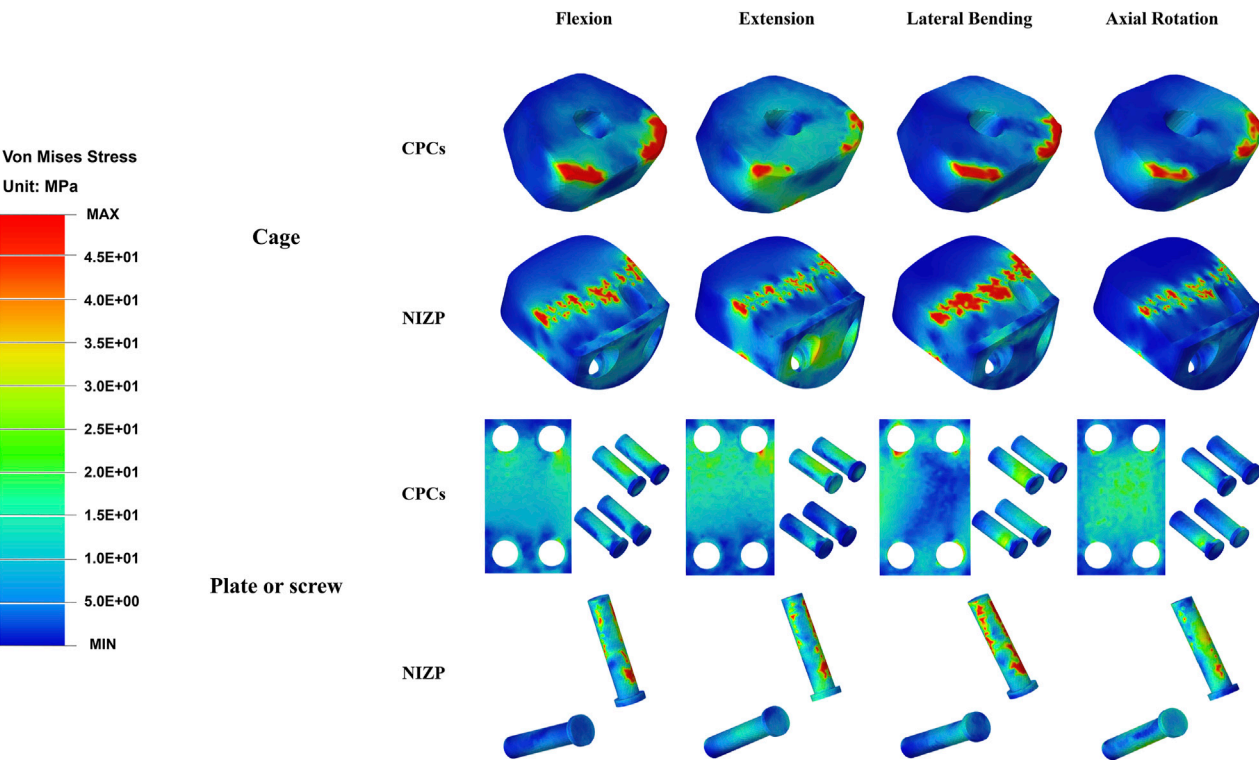 Flexion Extension Lateral Bending Axial Rotation
Von Mises Stress
Unit: MPa
MAX
4.5E+01
4.0E+01
3.5E+01
3.0E+01
2.5E+01
2.0E+01
1.5E+01
1.0E+01
5.0E+00
MIN
Cage
CPCs
NIZP
Plate or screw
CPCs
NIZP